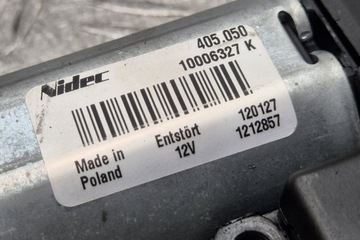 Nidec
405.050
10006327 K
Made in
Poland
Entstört
12V
120127
1212857